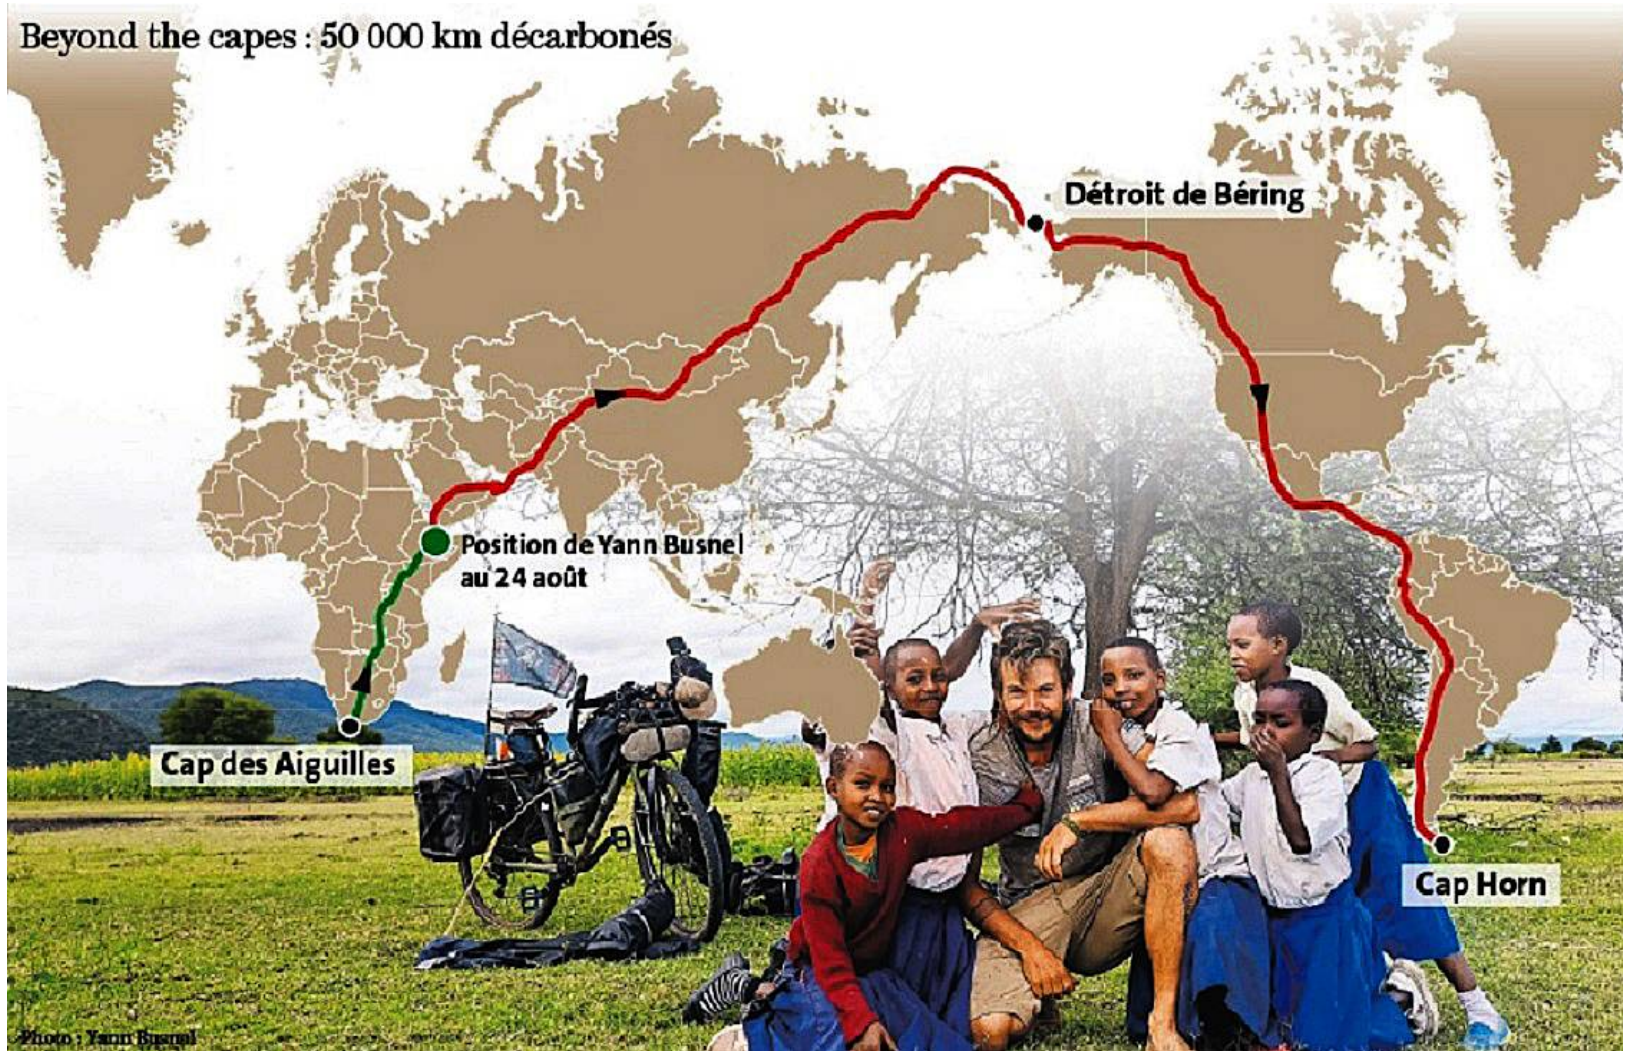 Beyond the capes : 50 000 km décarbonés
Détroit de Béring
Position de Yann Busnel
au 24 août
Cap des Aiguilles
Cap Horn
Photo : Yann Busnel